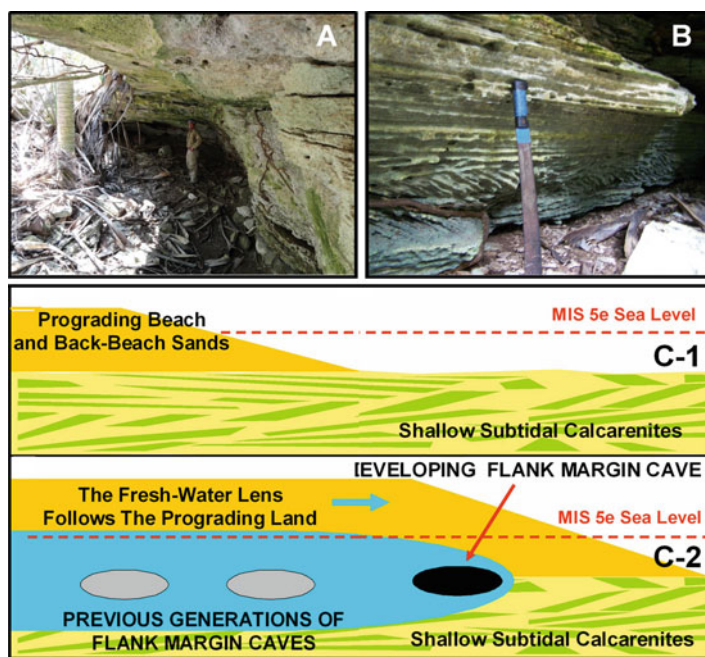 A
B
Prograding Beach
and Back-Beach Sands
MIS 5e Sea Level
C-1
Shallow Subtidal Calcarenites
DEVELOPING FLANK MARGIN CAVE
The Fresh-Water Lens
Follows The Prograding Land
MIS 5e Sea Level
C-2
PREVIOUS GENERATIONS OF
FLANK MARGIN CAVES
Shallow Subtidal Calcarenites